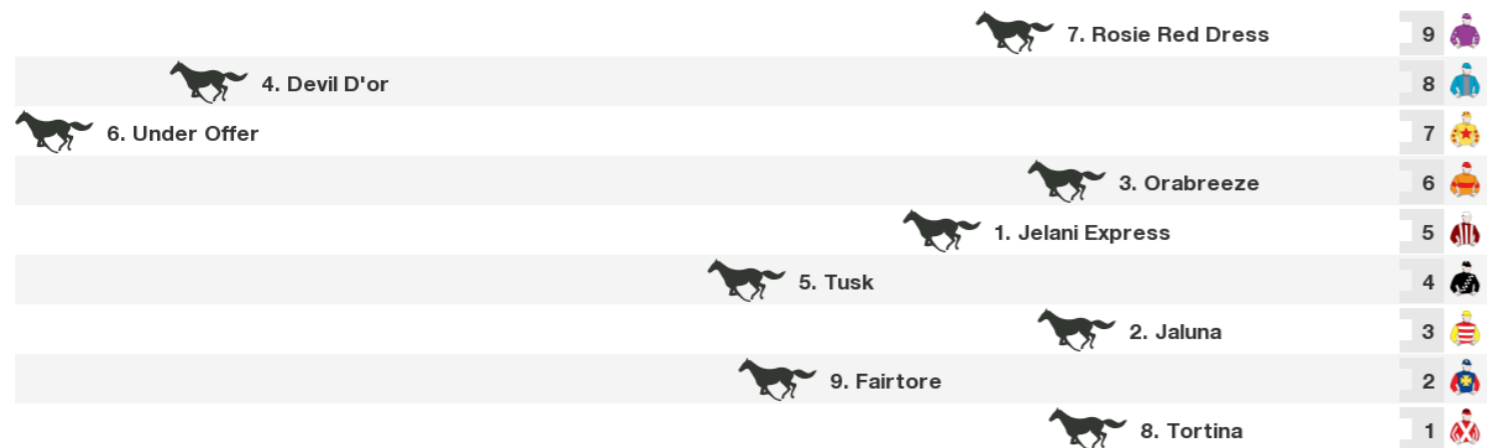 7. Rosie Red Dress 9
4. Devil D'or 8
6. Under Offer 7
3. Orabreeze 6
1. Jelani Express 5
5. Tusk 4
2. Jaluna 3
9. Fairtore 2
8. Tortina 1